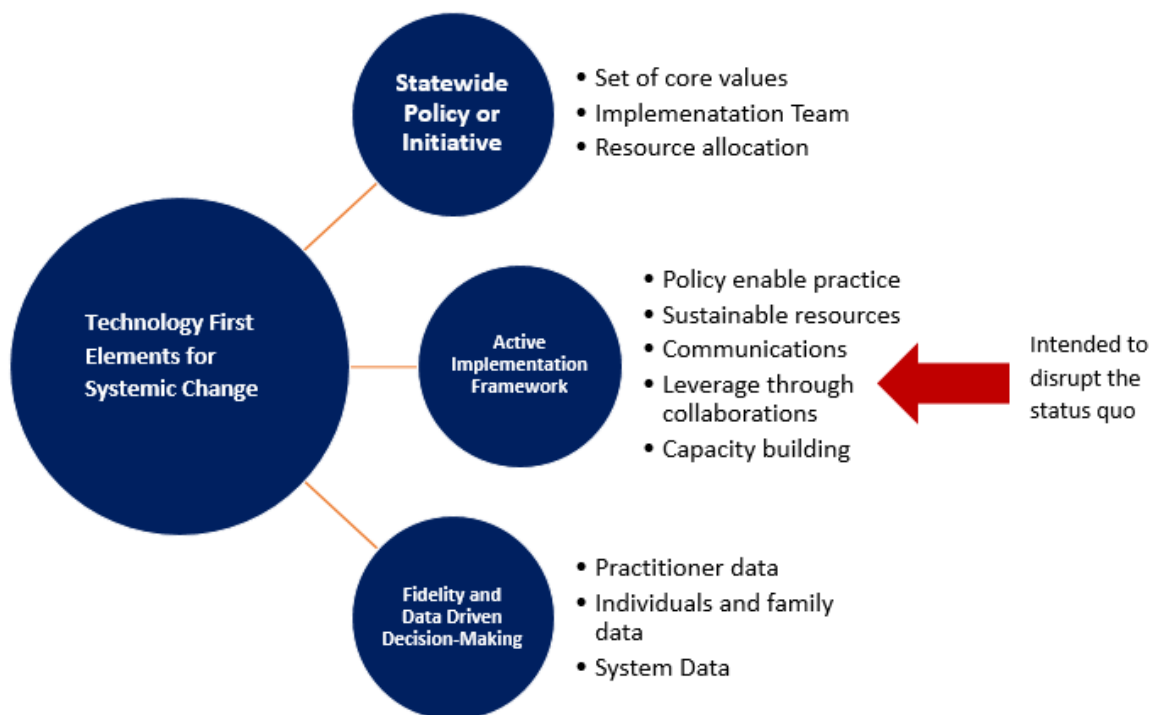 Statewide
Policy or
Initiative
• Set of core values
• Implemenatation Team
• Resource allocation
Technology First
Elements for
Systemic Change
Active
Implementation
Framework
• Policy enable practice
• Sustainable resources
• Communications
• Leverage through
collaborations
• Capacity building
Intended to
disrupt the
status quo
Fidelity and
Data Driven
Decision-Making
• Practitioner data
• Individuals and family
data
• System Data